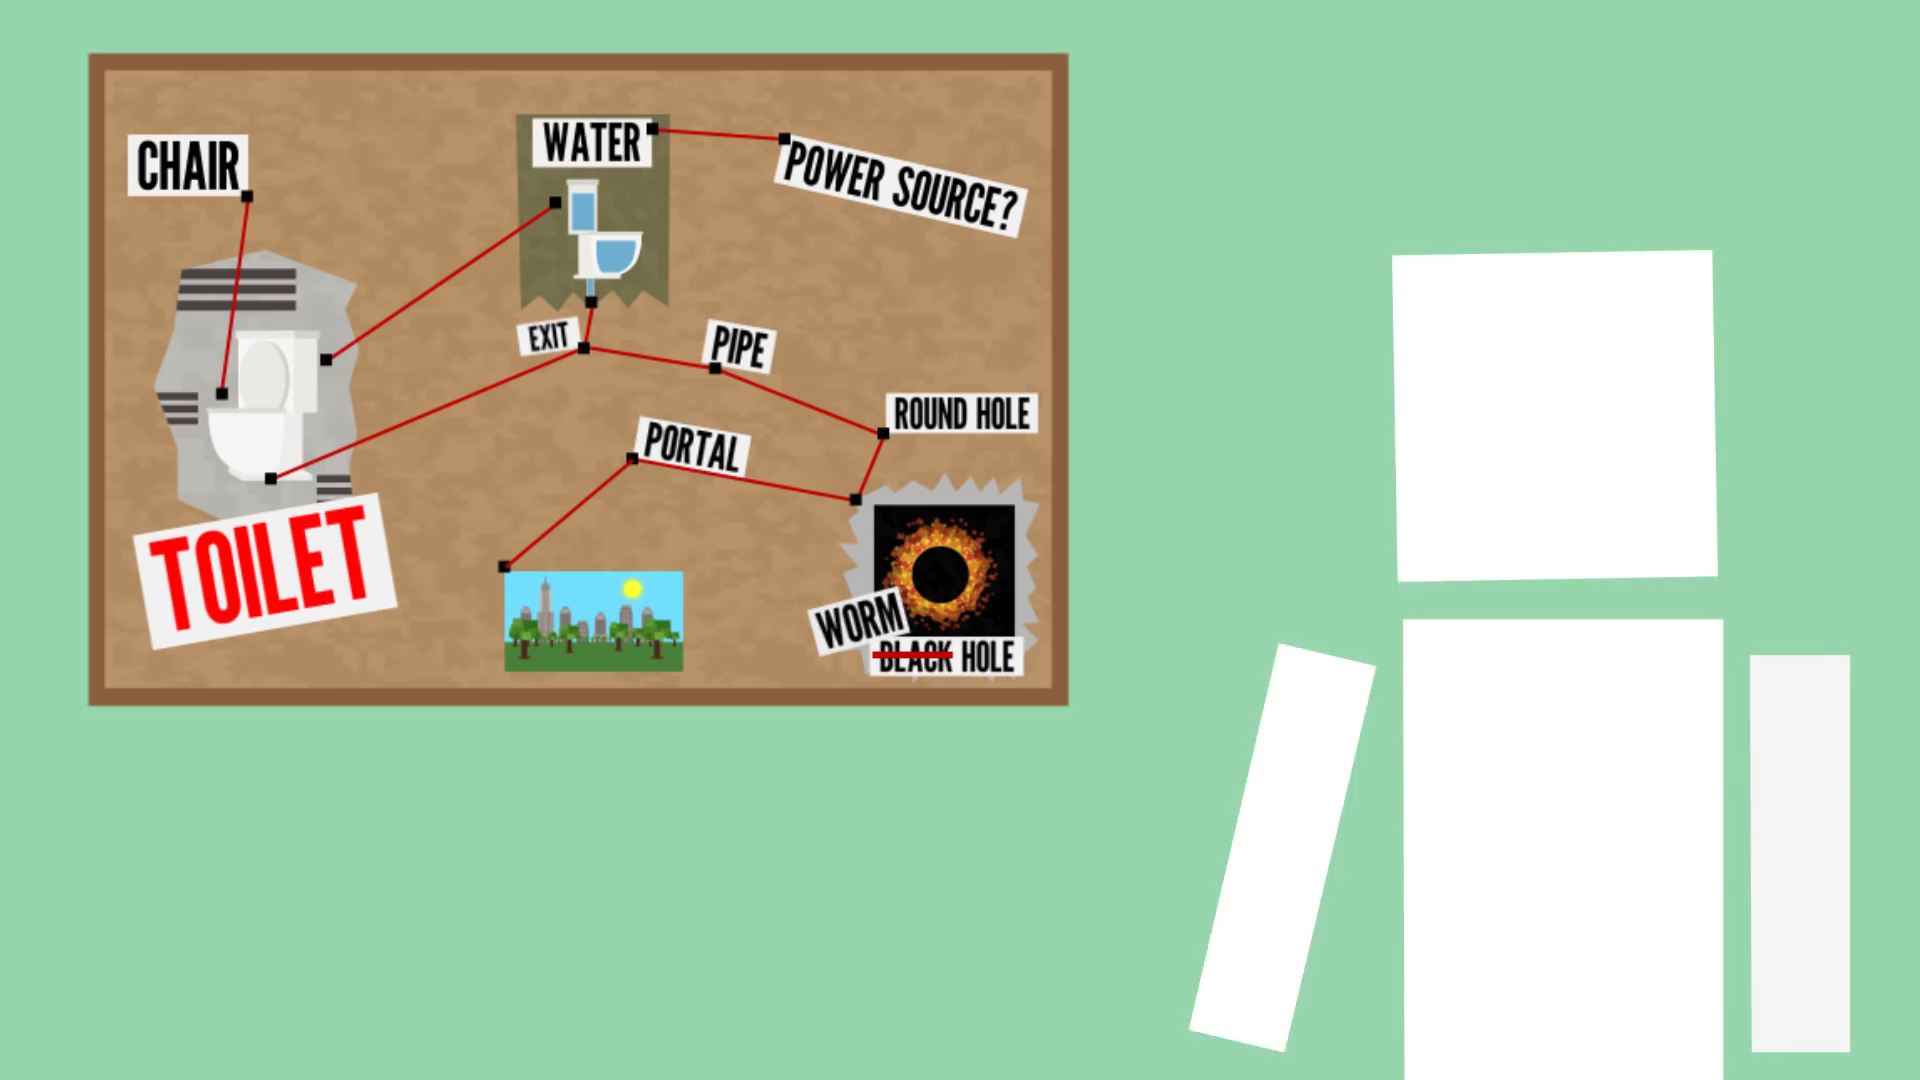 CHAIR
WATER
POWER SOURCE?
EXIT
PIPE
ROUND HOLE
PORTAL
TOILET
WORM
BLACK HOLE